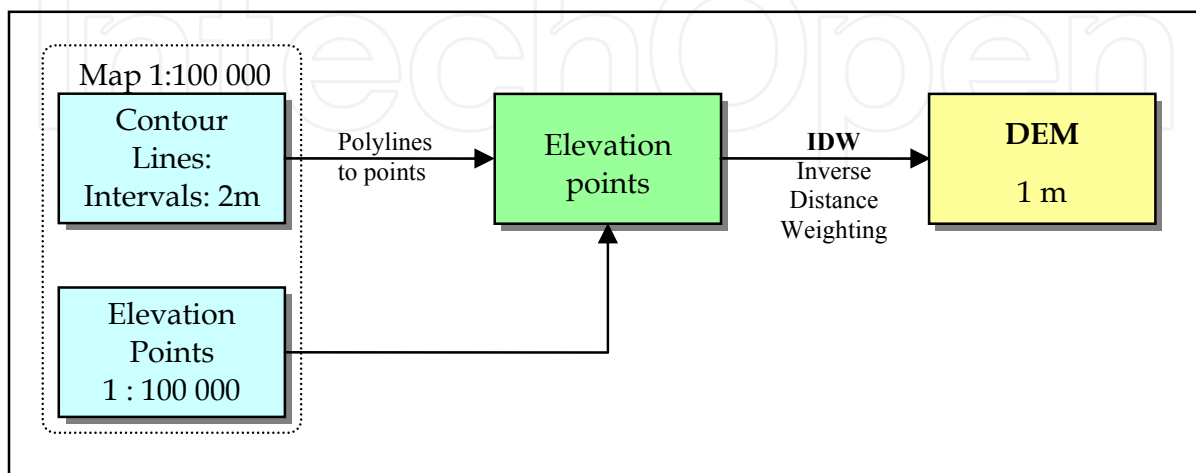 IntechOpen
Map 1:100 000
Contour
Lines:
Intervals: 2m
Polylines
to points
Elevation
points
IDW
Inverse
Distance
Weighting
DEM
1 m
Elevation
Points
1 : 100 000